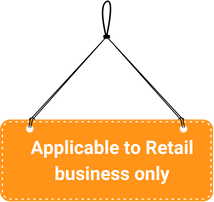 Applicable to Retail
business only